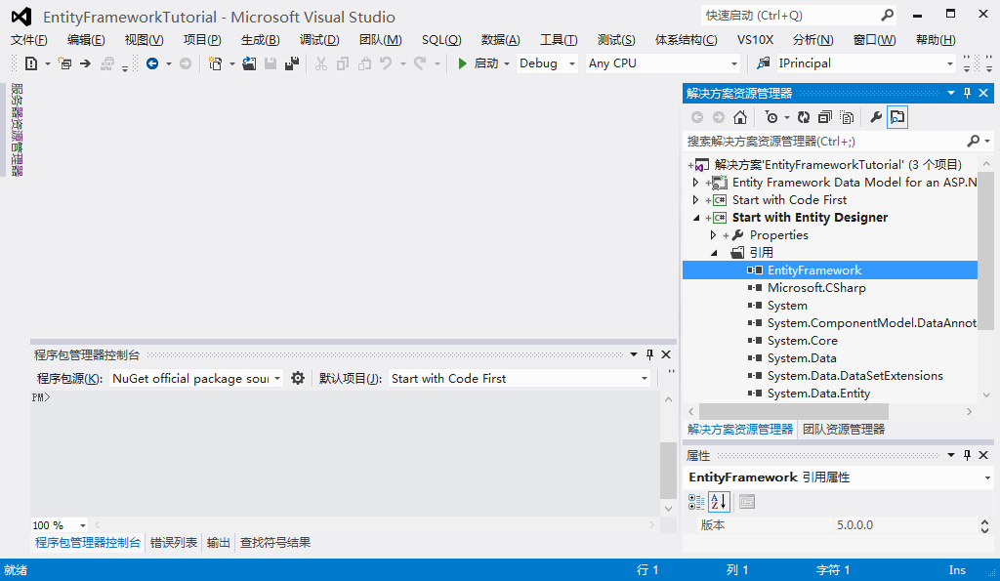 EntityFrameworkTutorial - Microsoft Visual Studio
快速启动 (Ctrl+Q)
文件(F) 编辑(E) 视图(V) 项目(P) 生成(B) 调试(D) 团队(M) SQL(Q) 数据(A) 工具(T) 测试(S) 体系结构(C) VS10X 分析(N) 窗口(W) 帮助(H)
启动 Debug Any CPU IPrincipal
服务器资源管理器
解决方案资源管理器
搜索解决方案资源管理器(Ctrl+;)
解决方案'EntityFrameworkTutorial' (3 个项目)
Entity Framework Data Model for an ASP.N
Start with Code First
Start with Entity Designer
Properties
引用
EntityFramework
Microsoft.CSharp
System
System.ComponentModel.DataAnnot
System.Core
System.Data
System.Data.DataSetExtensions
System.Data.Entity
解决方案资源管理器 团队资源管理器
程序包管理器控制台
程序包源(K): NuGet official package sour 默认项目(J): Start with Code First
PM>
100 %
程序包管理器控制台 错误列表 输出 查找符号结果
属性
EntityFramework 引用属性
版本 5.0.0.0
就绪 行 1 列 1 字符 1 Ins